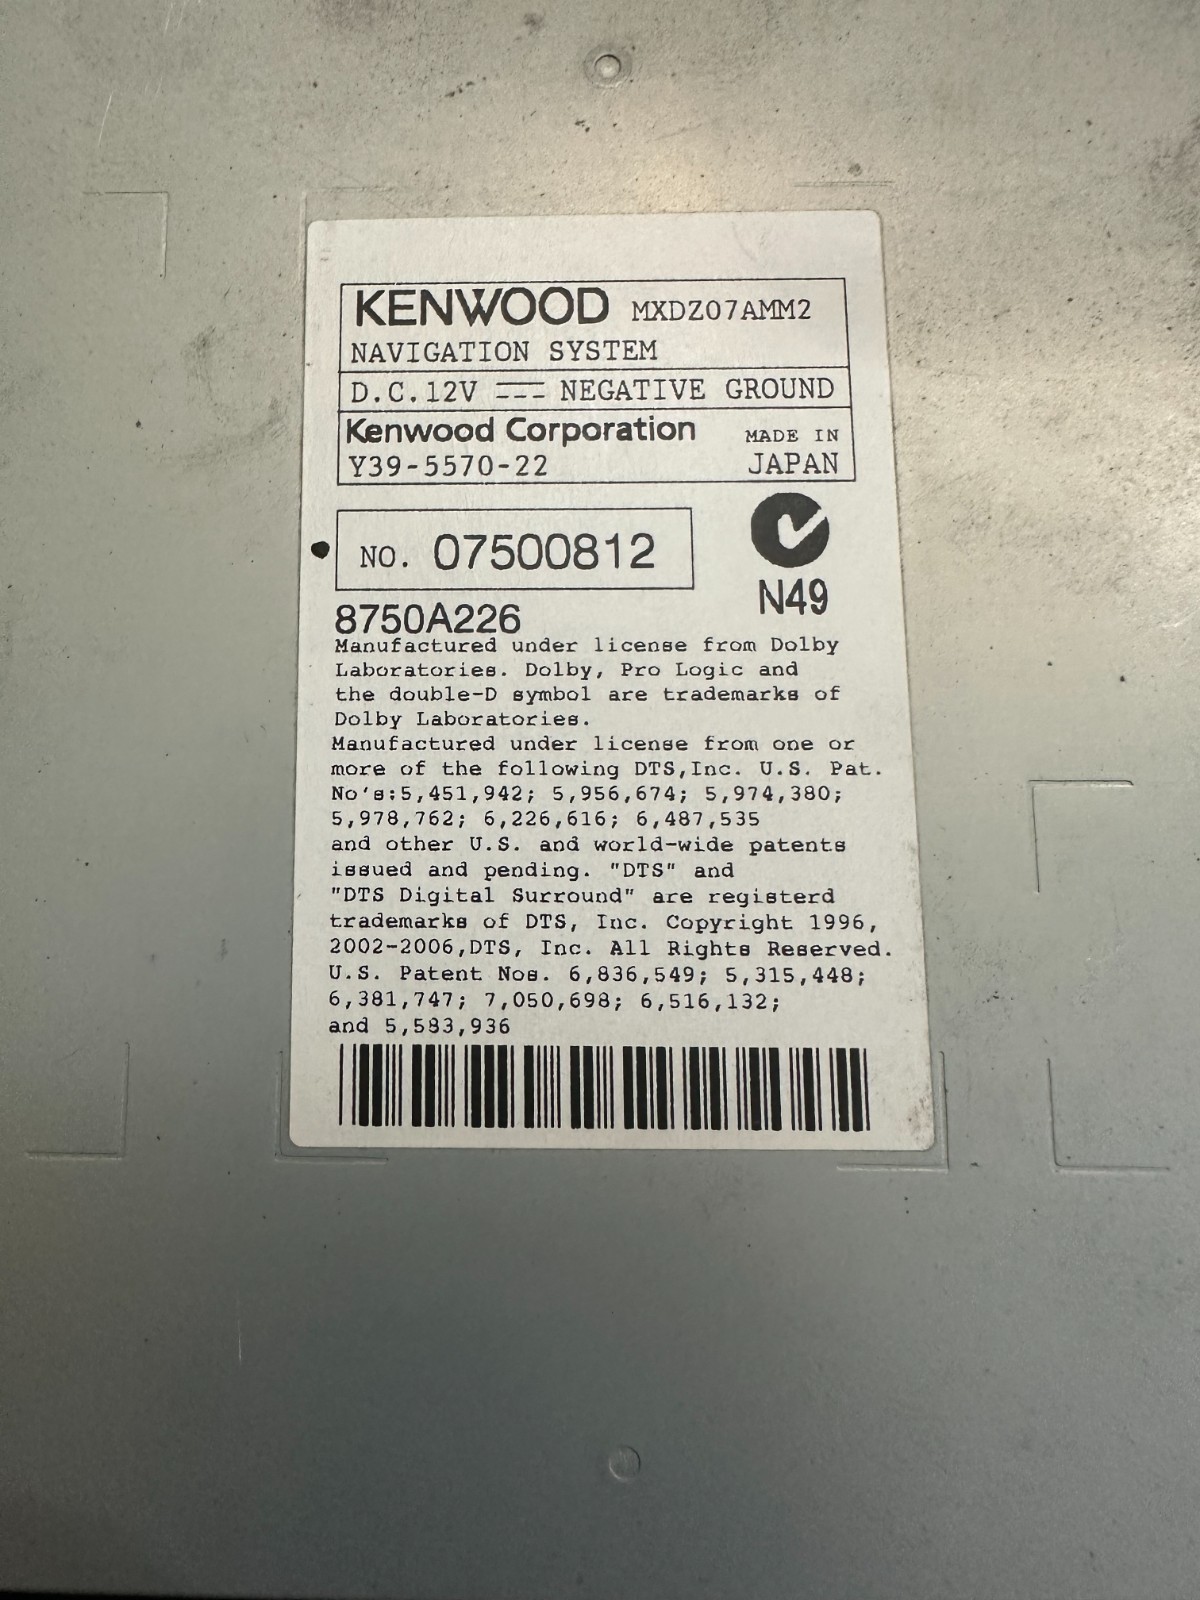 KENWOOD MXDZ07AMM2
NAVIGATION SYSTEM
D.C.12V NEGATIVE GROUND
Kenwood Corporation MADE IN
Y39-5570-22 JAPAN
NO. 07500812
N49
8750A226
Manufactured under license from Dolby
Laboratories. Dolby, Pro Logic and
the double-D symbol are trademarks of
Dolby Laboratories.
Manufactured under license from one or
more of the following DTS,Inc. U.S. Pat.
No's:5,451,942; 5,956,674; 5,974,380;
5,978,762; 6,226,616; 6,487,535
and other U.S. and world-wide patents
issued and pending. "DTS" and
"DTS Digital Surround" are registerd
trademarks of DTS, Inc. Copyright 1996,
2002-2006,DTS, Inc. All Rights Reserved.
U.S. Patent Nos. 6,836,549; 5,315,448;
6,381,747; 7,050,698; 6,516,132;
and 5,583,936